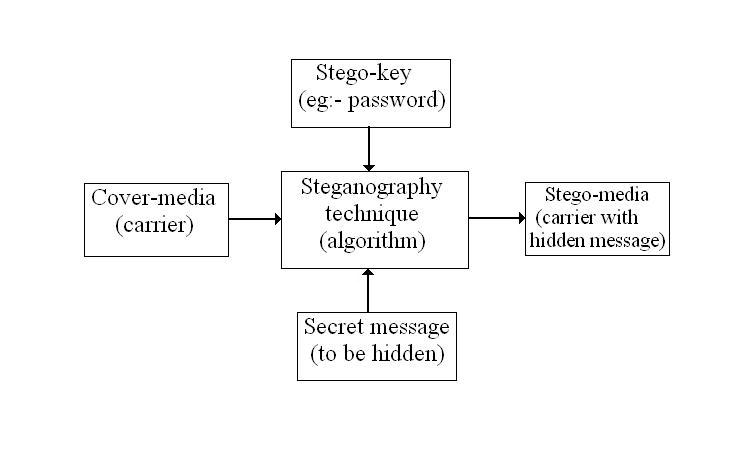 Stego-key
(eg:- password)
Cover-media
(carrier)
Steganography
technique
(algorithm)
Stego-media
(carrier with
hidden message)
Secret message
(to be hidden)